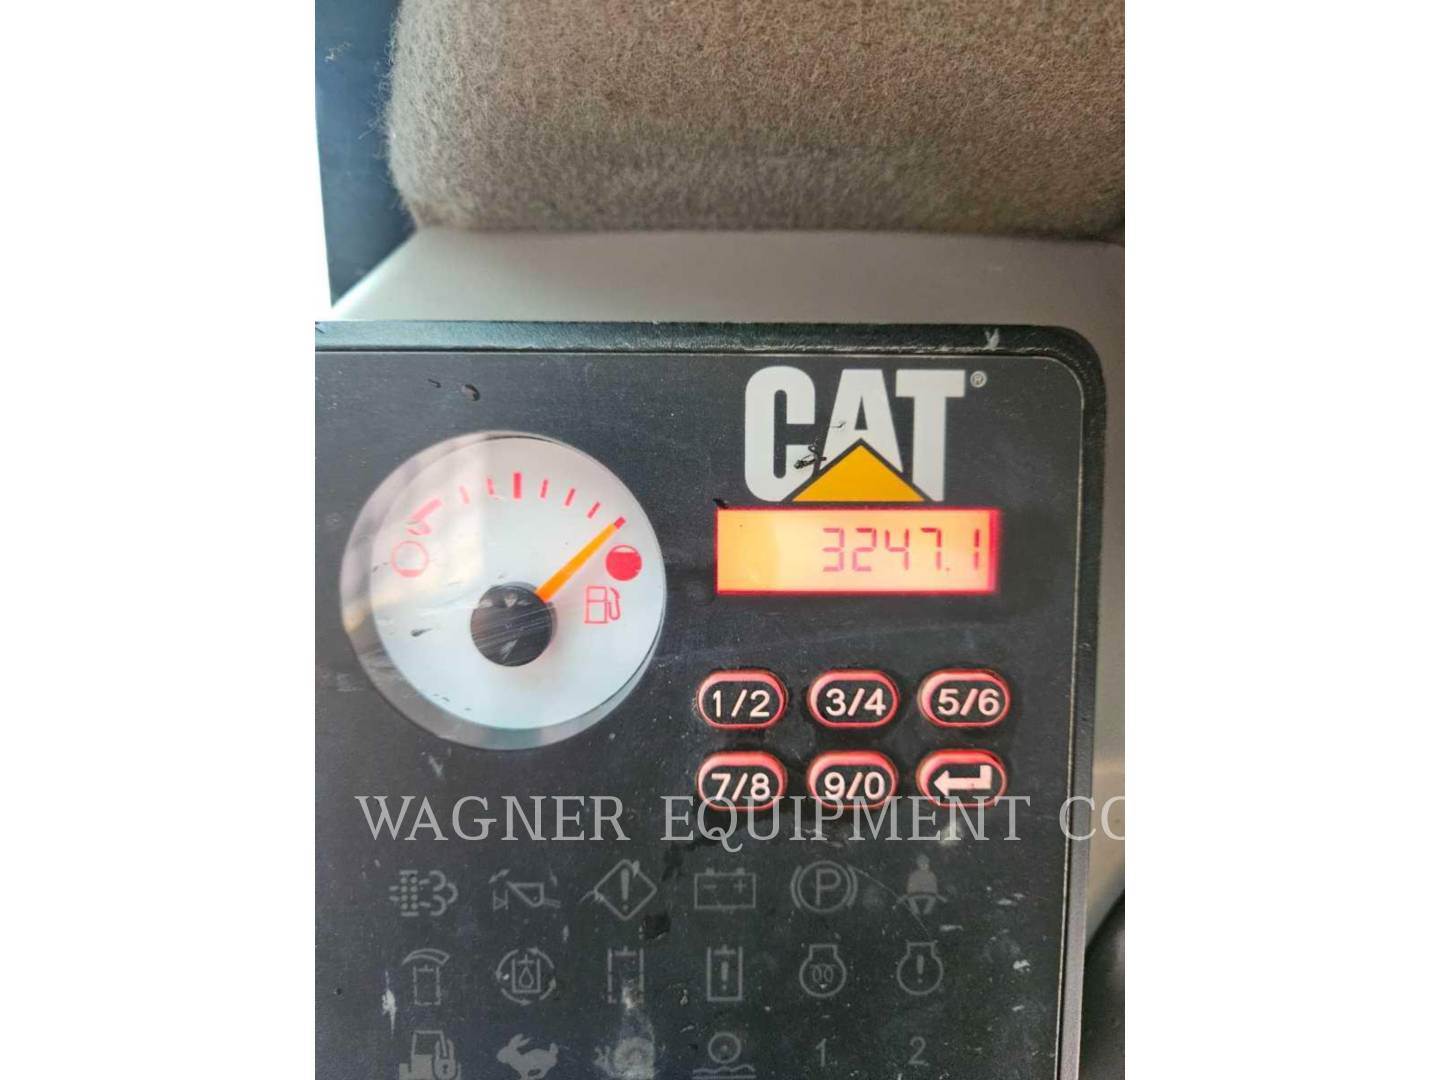 CAT®
3247.1
1/2 3/4 5/6
7/8 9/0
WAGNER EQUIPMENT CO
P
1 2